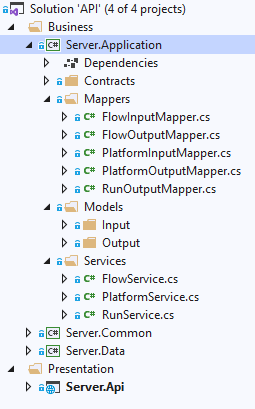 Solution 'API' (4 of 4 projects)
Business
C# Server.Application
Dependencies
Contracts
Mappers
C# FlowInputMapper.cs
C# FlowOutputMapper.cs
C# PlatformInputMapper.cs
C# PlatformOutputMapper.cs
C# RunOutputMapper.cs
Models
Input
Output
Services
C# FlowService.cs
C# PlatformService.cs
C# RunService.cs
C# Server.Common
C# Server.Data
Presentation
Server.Api